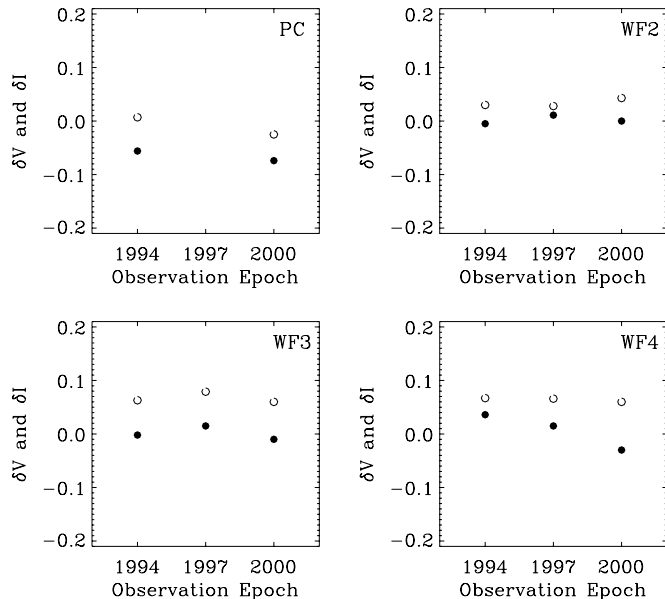 0.2
PC
0.1
0.0
−0.1
−0.2
δV and δI
1994 1997 2000
Observation Epoch
0.2
WF2
0.1
0.0
−0.1
−0.2
δV and δI
1994 1997 2000
Observation Epoch
0.2
WF3
0.1
0.0
−0.1
−0.2
δV and δI
1994 1997 2000
Observation Epoch
0.2
WF4
0.1
0.0
−0.1
−0.2
δV and δI
1994 1997 2000
Observation Epoch